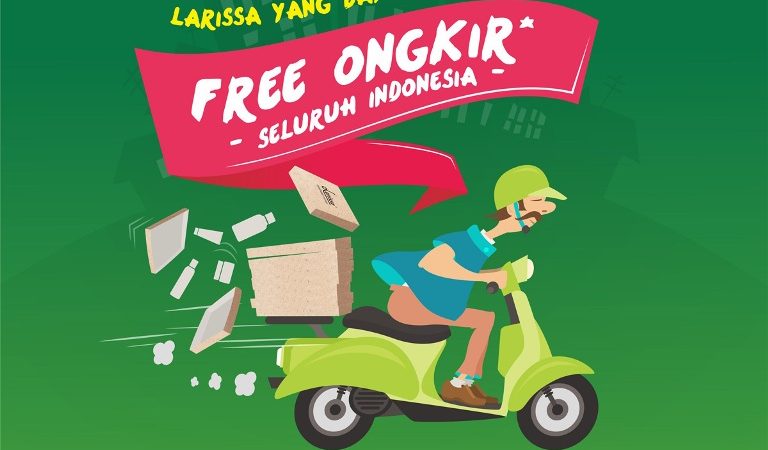 LARISSA YANG
FREE ONGKIR*
- SELURUH INDONESIA -